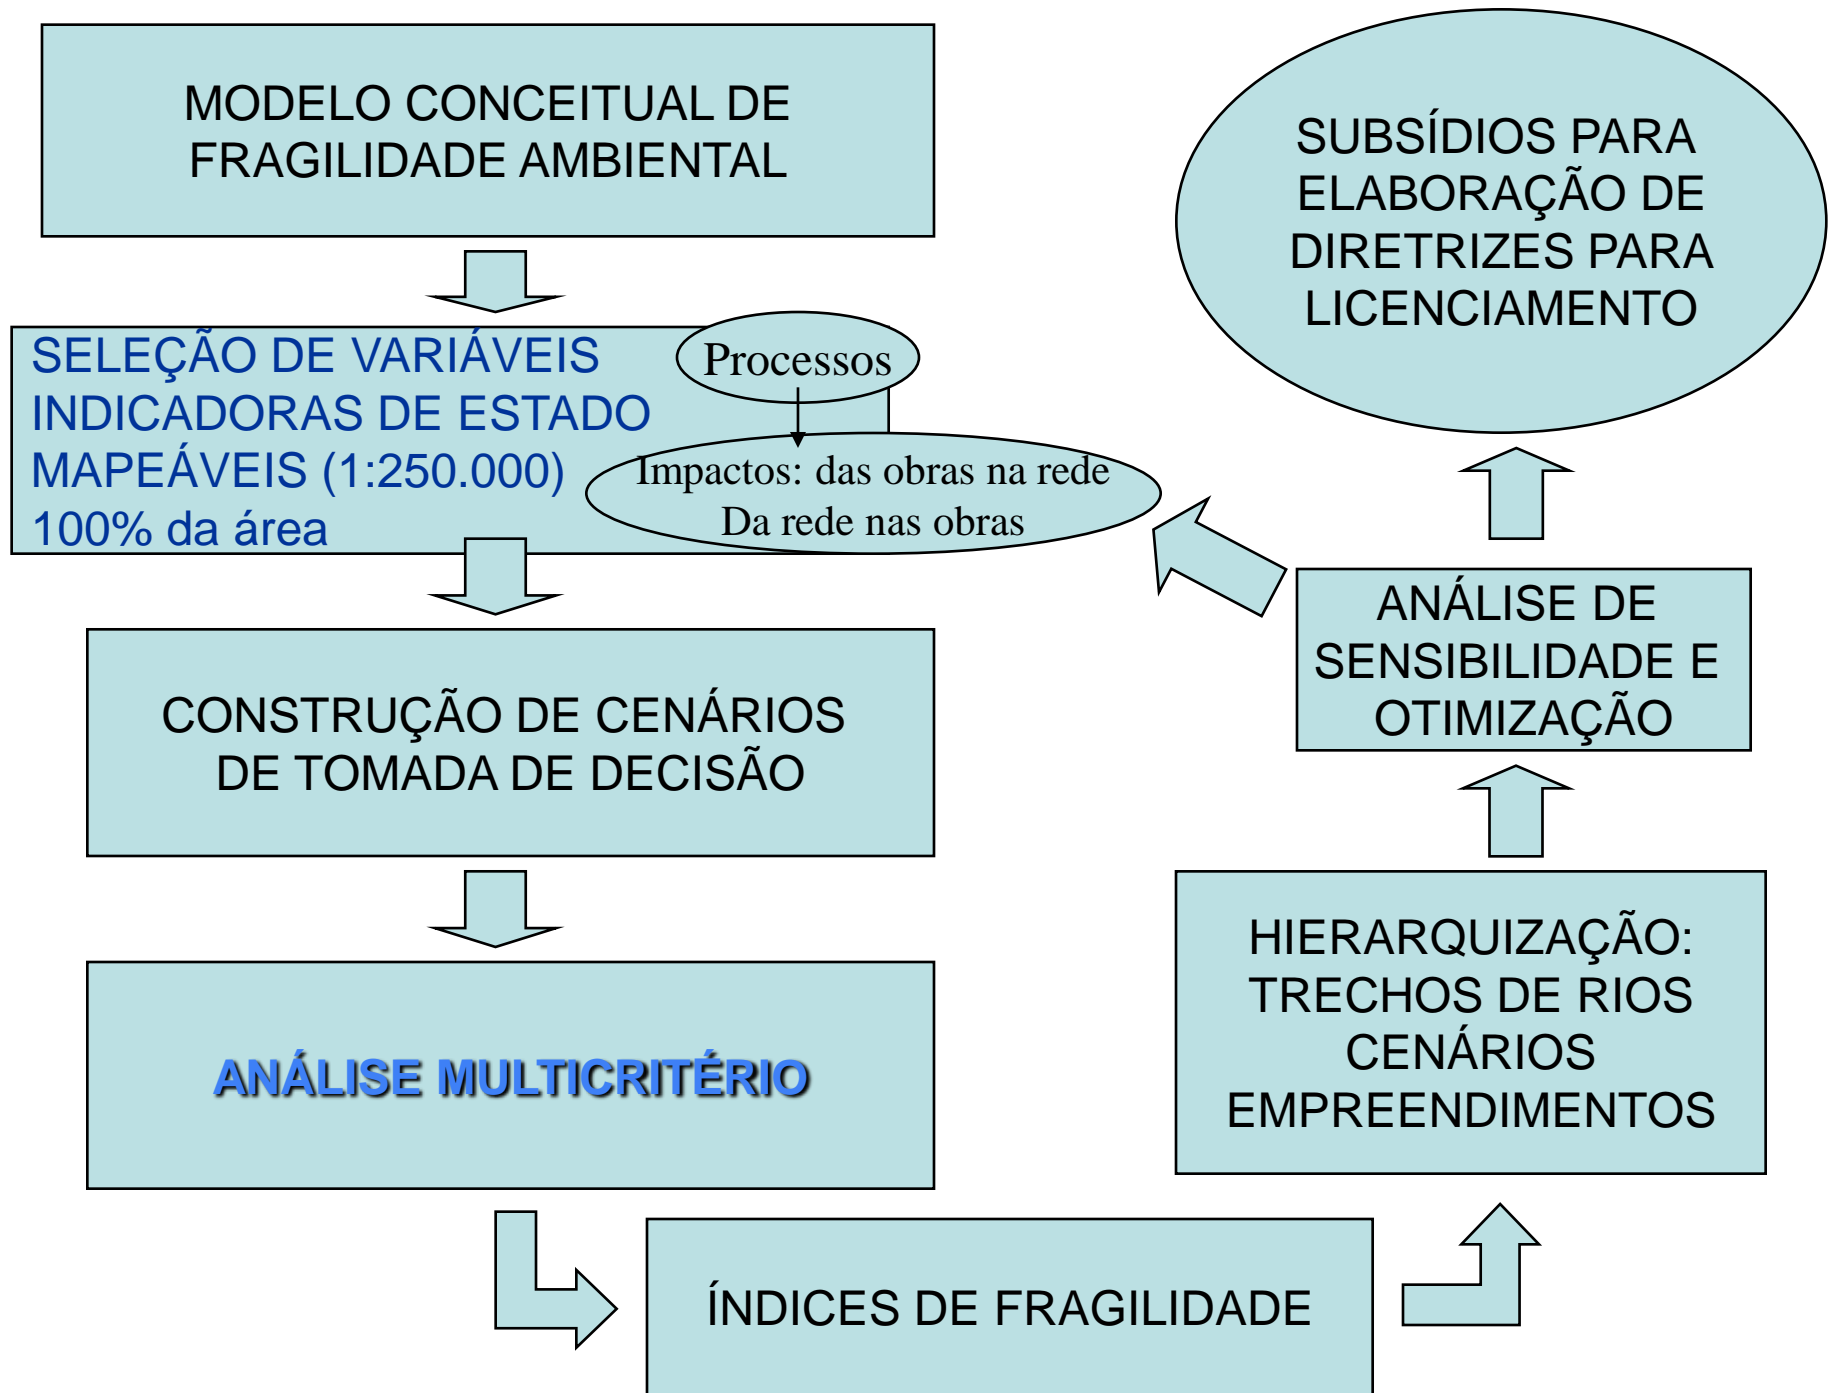 MODELO CONCEITUAL DE
FRAGILIDADE AMBIENTAL
SELEÇÃO DE VARIÁVEIS
INDICADORAS DE ESTADO
MAPEÁVEIS (1:250.000)
100% da área
Processos
Impactos: das obras na rede
Da rede nas obras
CONSTRUÇÃO DE CENÁRIOS
DE TOMADA DE DECISÃO
ANÁLISE MULTICRITÉRIO
ÍNDICES DE FRAGILIDADE
HIERARQUIZAÇÃO:
TRECHOS DE RIOS
CENÁRIOS
EMPREENDIMENTOS
ANÁLISE DE
SENSIBILIDADE E
OTIMIZAÇÃO
SUBSÍDIOS PARA
ELABORAÇÃO DE
DIRETRIZES PARA
LICENCIAMENTO